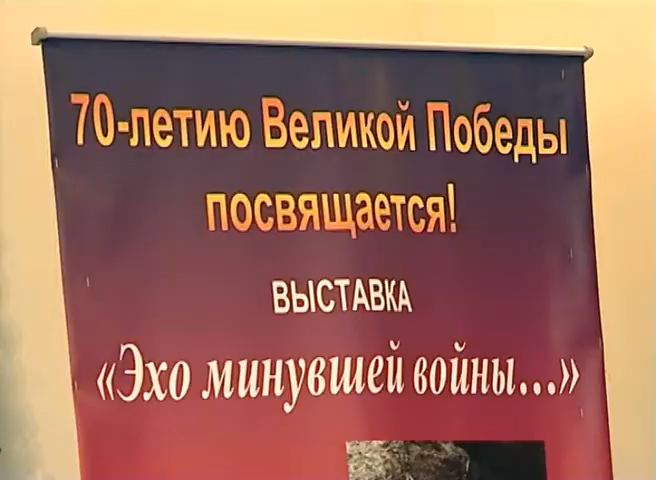 70-летию Великой Победы
посвящается!
ВЫСТАВКА
«Эхо минувшей войны...»